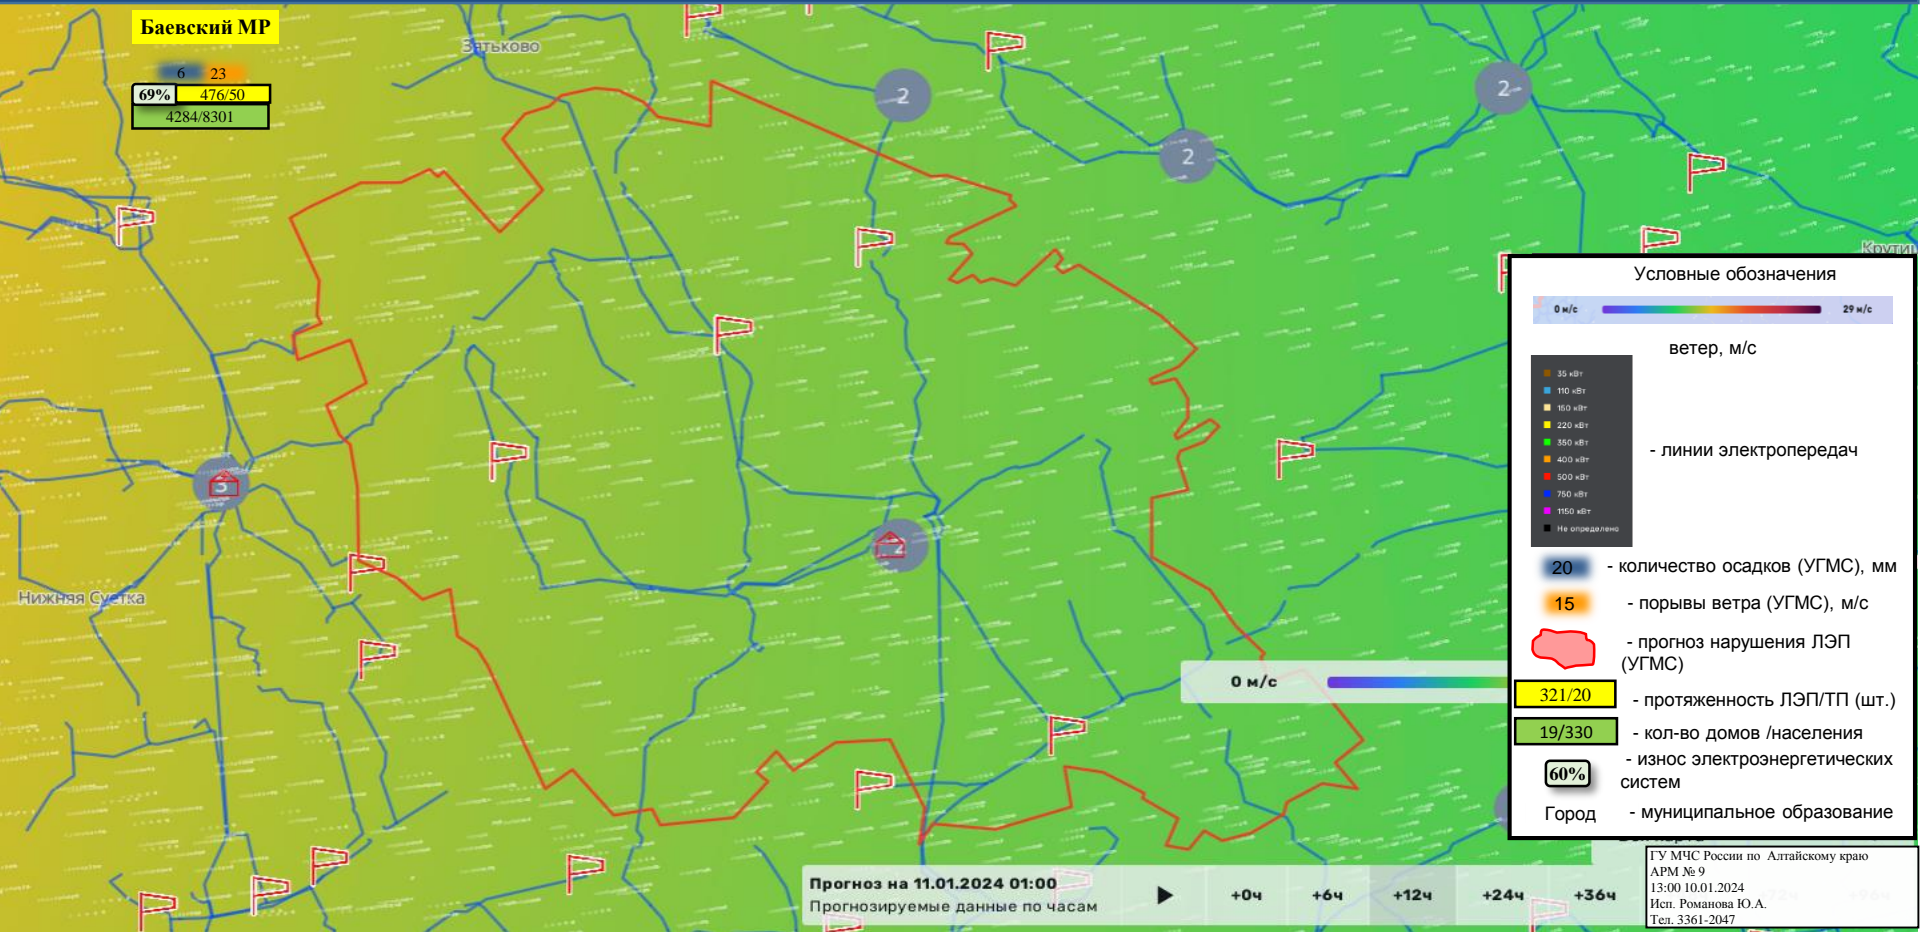 Баевский МР
6 23
69% 476/50
4284/8301
Зятьково
2
2
2
3
2
Нижняя Суетка
Условные обозначения
0 м/с 29 м/с
ветер, м/с
35 кВт
110 кВт
150 кВт
220 кВт
350 кВт
400 кВт
500 кВт
750 кВт
1150 кВт
Не определено
- линии электропередач
20 - количество осадков (УГМС), мм
15 - порывы ветра (УГМС), м/с
- прогноз нарушения ЛЭП
(УГМС)
321/20 - протяженность ЛЭП/ТП (шт.)
19/330 - кол-во домов /населения
60% - износ электроэнергетических
систем
Город - муниципальное образование
0 м/с
Прогноз на 11.01.2024 01:00
Прогнозируемые данные по часам
+0ч +6ч +12ч +24ч +36ч
ГУ МЧС России по Алтайскому краю
АРМ № 9
13:00 10.01.2024
Исп. Романова Ю.А.
Тел. 3361-2047